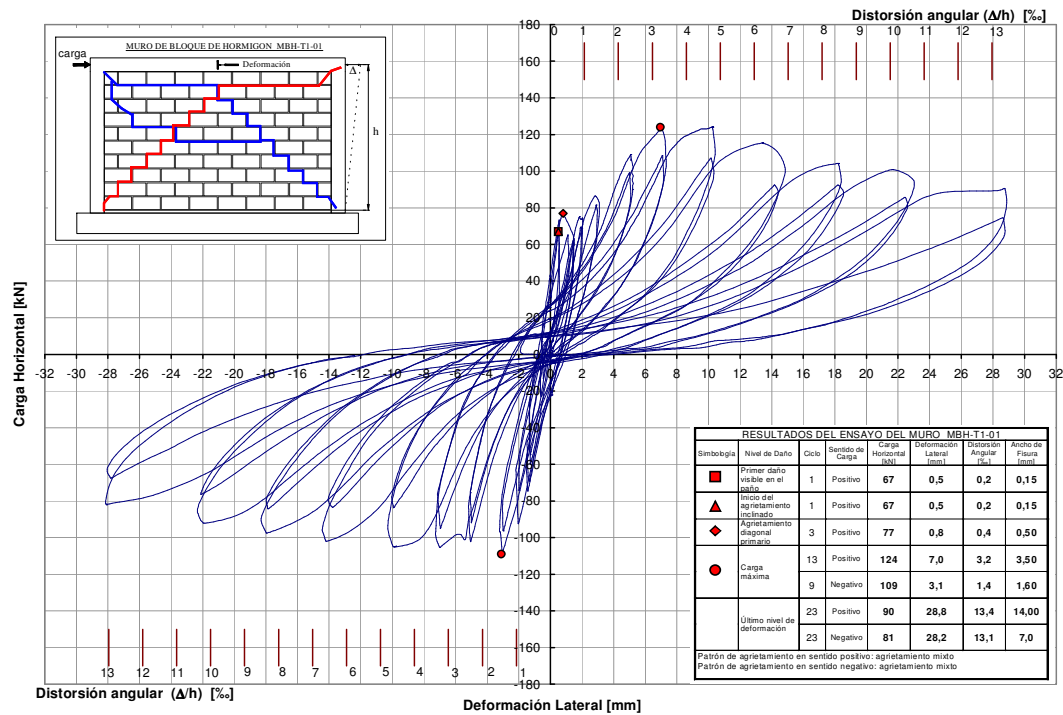 Distorsión angular (Δ/h) [‰]
0 1 2 3 4 5 6 7 8 9 10 11 12 13
MURO DE BLOQUE DE HORMIGON MBH-T1-01
carga
Deformación
Δ
h
180
160
140
120
100
80
60
40
20
0
-20
-40
-60
-80
-100
-120
-140
-160
-180
Carga Horizontal [kN]
-32 -30 -28 -26 -24 -22 -20 -18 -16 -14 -12 -10 -8 -6 -4 -2 0 2 4 6 8 10 12 14 16 18 20 22 24 26 28 30 32
RESULTADOS DEL ENSAYO DEL MURO MBH-T1-01
Simbología Nivel de Daño Ciclo Sentido de Carga Carga Horizontal [kN] Deformación Lateral [mm] Distorsión Angular [‰] Ancho de Fisura [mm]
Primer daño visible en el paño 1 Positivo 67 0,5 0,2 0,15
Inicio del agrietamiento inclinado 1 Positivo 67 0,5 0,2 0,15
Agrietamiento diagonal primario 3 Positivo 77 0,8 0,4 0,50
Carga máxima 13 Positivo 124 7,0 3,2 3,50
9 Negativo 109 3,1 1,4 1,60
Último nivel de deformación 23 Positivo 90 28,8 13,4 14,00
23 Negativo 81 28,2 13,1 7,0
Patrón de agrietamiento en sentido positivo: agrietamiento mixto
Patrón de agrietamiento en sentido negativo: agrietamiento mixto
13 12 11 10 9 8 7 6 5 4 3 2 1
Distorsión angular (Δ/h) [‰]
Deformación Lateral [mm]